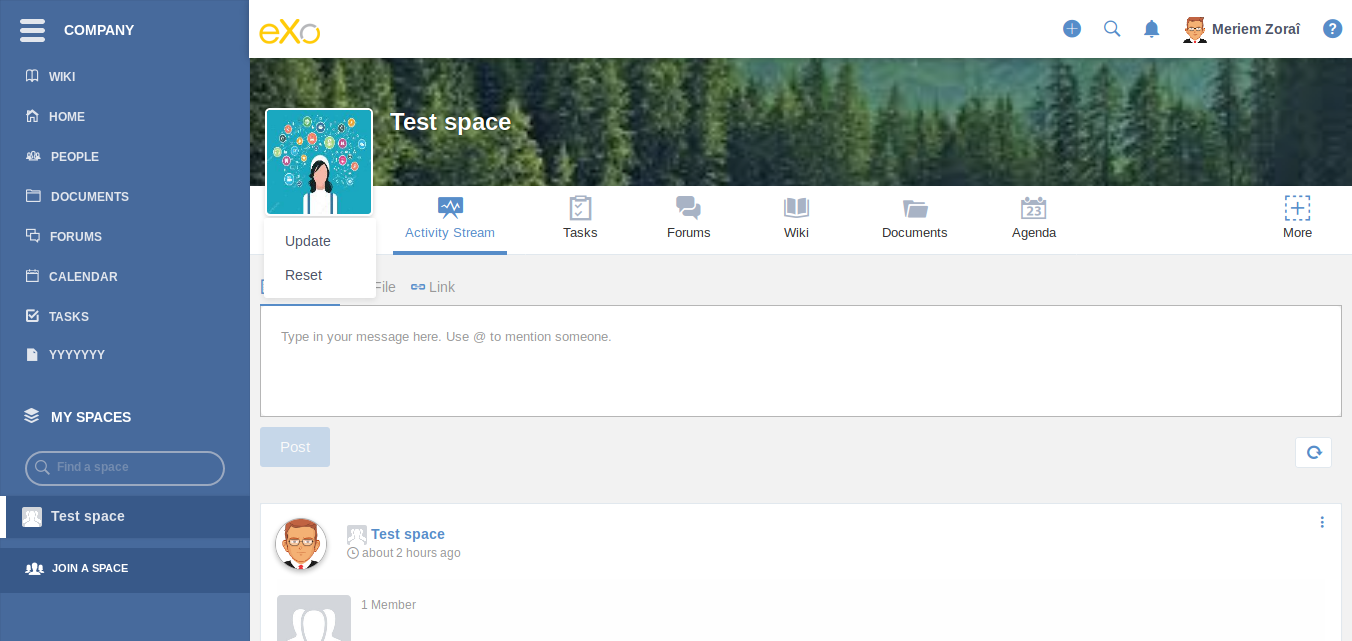 COMPANY
WIKI
HOME
PEOPLE
DOCUMENTS
FORUMS
CALENDAR
TASKS
YYYYYYY
MY SPACES
Find a space
Test space
JOIN A SPACE
eXo
Meriem Zoraî
?
Test space
Activity Stream
Tasks
Forums
Wiki
Documents
23
Agenda
More
Update
Reset
File
Link
Type in your message here. Use @ to mention someone.
Post
Test space
about 2 hours ago
1 Member